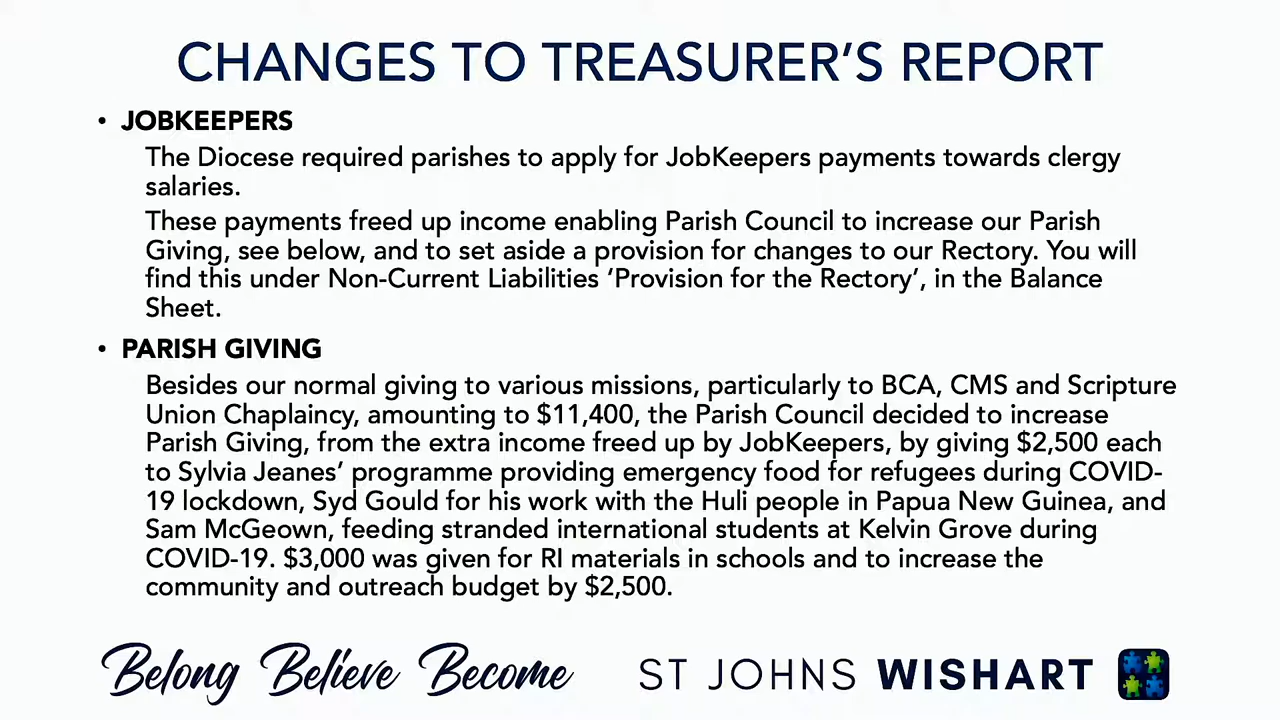 CHANGES TO TREASURER’S REPORT
• JOBKEEPERS
The Diocese required parishes to apply for JobKeepers payments towards clergy
salaries.
These payments freed up income enabling Parish Council to increase our Parish
Giving, see below, and to set aside a provision for changes to our Rectory. You will
find this under Non-Current Liabilities ‘Provision for the Rectory’, in the Balance
Sheet.
• PARISH GIVING
Besides our normal giving to various missions, particularly to BCA, CMS and Scripture
Union Chaplaincy, amounting to $11,400, the Parish Council decided to increase
Parish Giving, from the extra income freed up by JobKeepers, by giving $2,500 each
to Sylvia Jeanes’ programme providing emergency food for refugees during COVID-
19 lockdown, Syd Gould for his work with the Huli people in Papua New Guinea, and
Sam McGeown, feeding stranded international students at Kelvin Grove during
COVID-19. $3,000 was given for RI materials in schools and to increase the
community and outreach budget by $2,500.
Belong Believe Become ST JOHNS WISHART